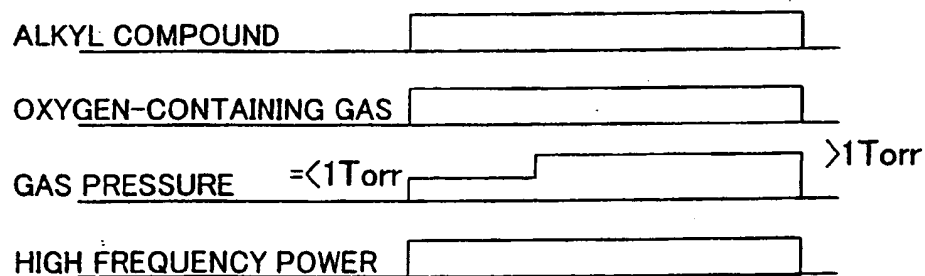 ALKYL COMPOUND
OXYGEN-CONTAINING GAS
GAS PRESSURE =<1Torr >1Torr
HIGH FREQUENCY POWER